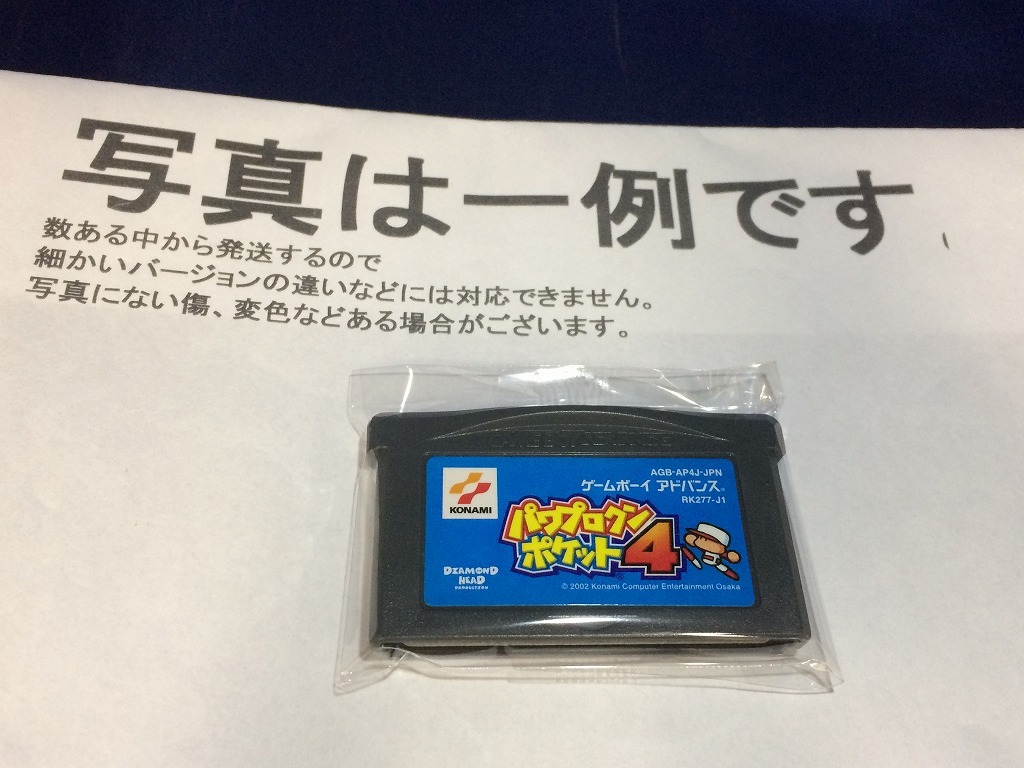 写真は一例です
数ある中から発送するので
細かいバージョンの違いなどには対応できません。
写真にない傷、変色などある場合がございます。
KONAMI
AGB-AP4J-JPN
ゲームボーイ アドバンス®
RK277-J1
パワプロクン
ポケット4
DIAMOND
HEAD
© 2002 Konami Computer Entertainment Osaka